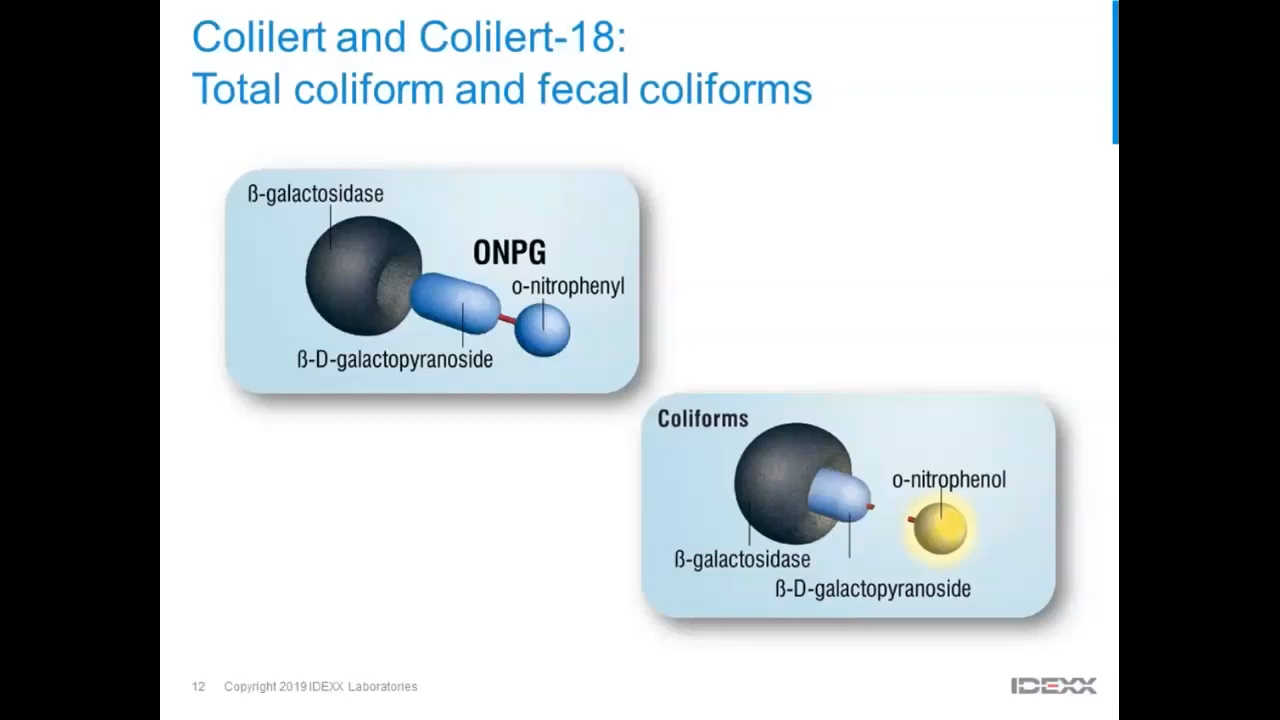 Colilert and Colilert-18:
Total coliform and fecal coliforms
ß-galactosidase
ONPG
o-nitrophenyl
ß-D-galactopyranoside
Coliforms
o-nitrophenol
ß-galactosidase
ß-D-galactopyranoside
12 Copyright 2019 IDEXX Laboratories
IDEXX